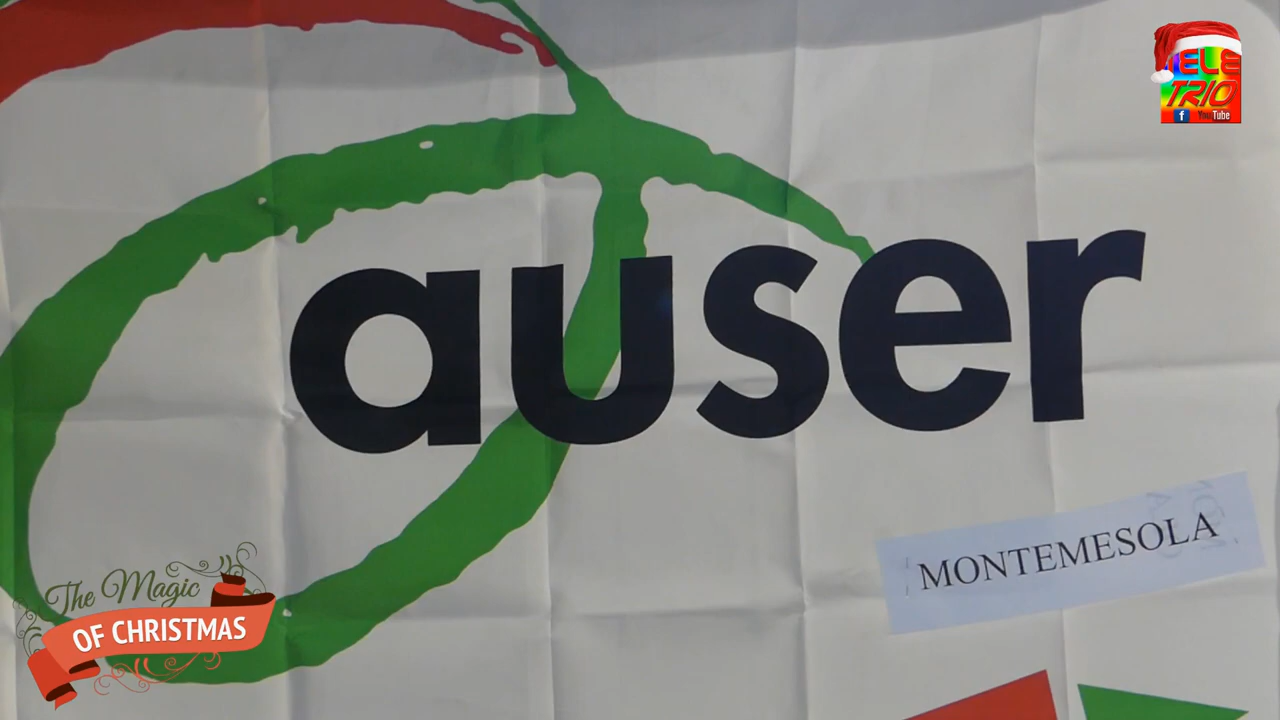 TELE
TRIO
f YouTube
auser
MONTEMESOLA
The Magic
OF CHRISTMAS